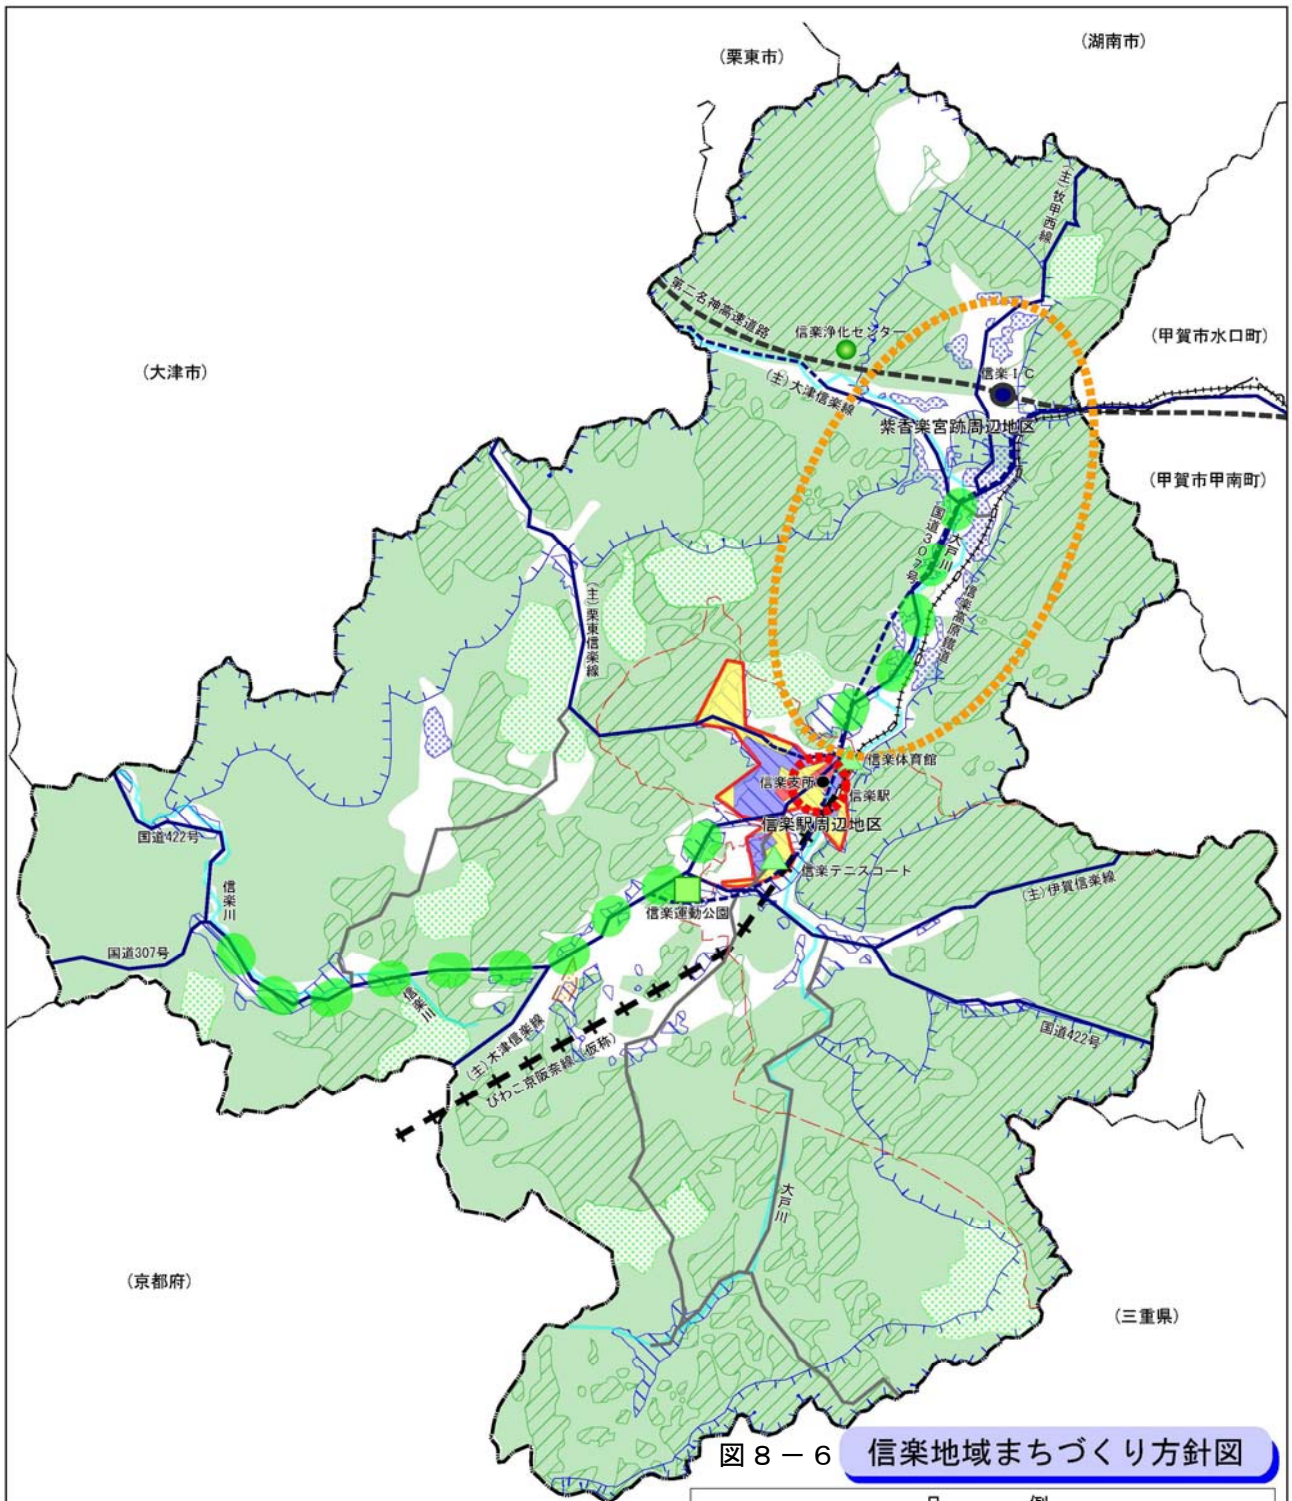 (湖南市)
(栗東市)
(主)牧甲西線
第二名神高速道路
信楽浄化センター
(甲賀市水口町)
(大津市)
信楽IC
(主)大津信楽線
紫香楽宮跡周辺地区
(甲賀市甲南町)
国道307号
大戸川
信楽高原鐵道
(主)栗東信楽線
信楽体育館
信楽支所
信楽駅
信楽駅周辺地区
国道422号
信楽テニスコート
信楽川
(主)伊賀信楽線
信楽運動公園
国道307号
信楽川
国道422号
(主)木津信楽線
びわこ京阪奈線(仮称)
大戸川
(京都府)
(三重県)
図8-6 信楽地域まちづくり方針図
凡 例